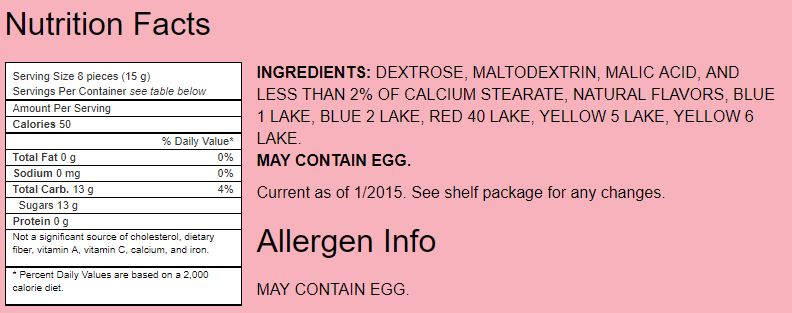 Nutrition Facts
Serving Size 8 pieces (15 g)
Servings Per Container see table below
Amount Per Serving
Calories 50
% Daily Value*
Total Fat 0 g 0%
Sodium 0 mg 0%
Total Carb. 13 g 4%
Sugars 13 g
Protein 0 g
Not a significant source of cholesterol, dietary
fiber, vitamin A, vitamin C, calcium, and iron.
* Percent Daily Values are based on a 2,000
calorie diet.
INGREDIENTS: DEXTROSE, MALTODEXTRIN, MALIC ACID, AND
LESS THAN 2% OF CALCIUM STEARATE, NATURAL FLAVORS, BLUE
1 LAKE, BLUE 2 LAKE, RED 40 LAKE, YELLOW 5 LAKE, YELLOW 6
LAKE.
MAY CONTAIN EGG.
Current as of 1/2015. See shelf package for any changes.
Allergen Info
MAY CONTAIN EGG.